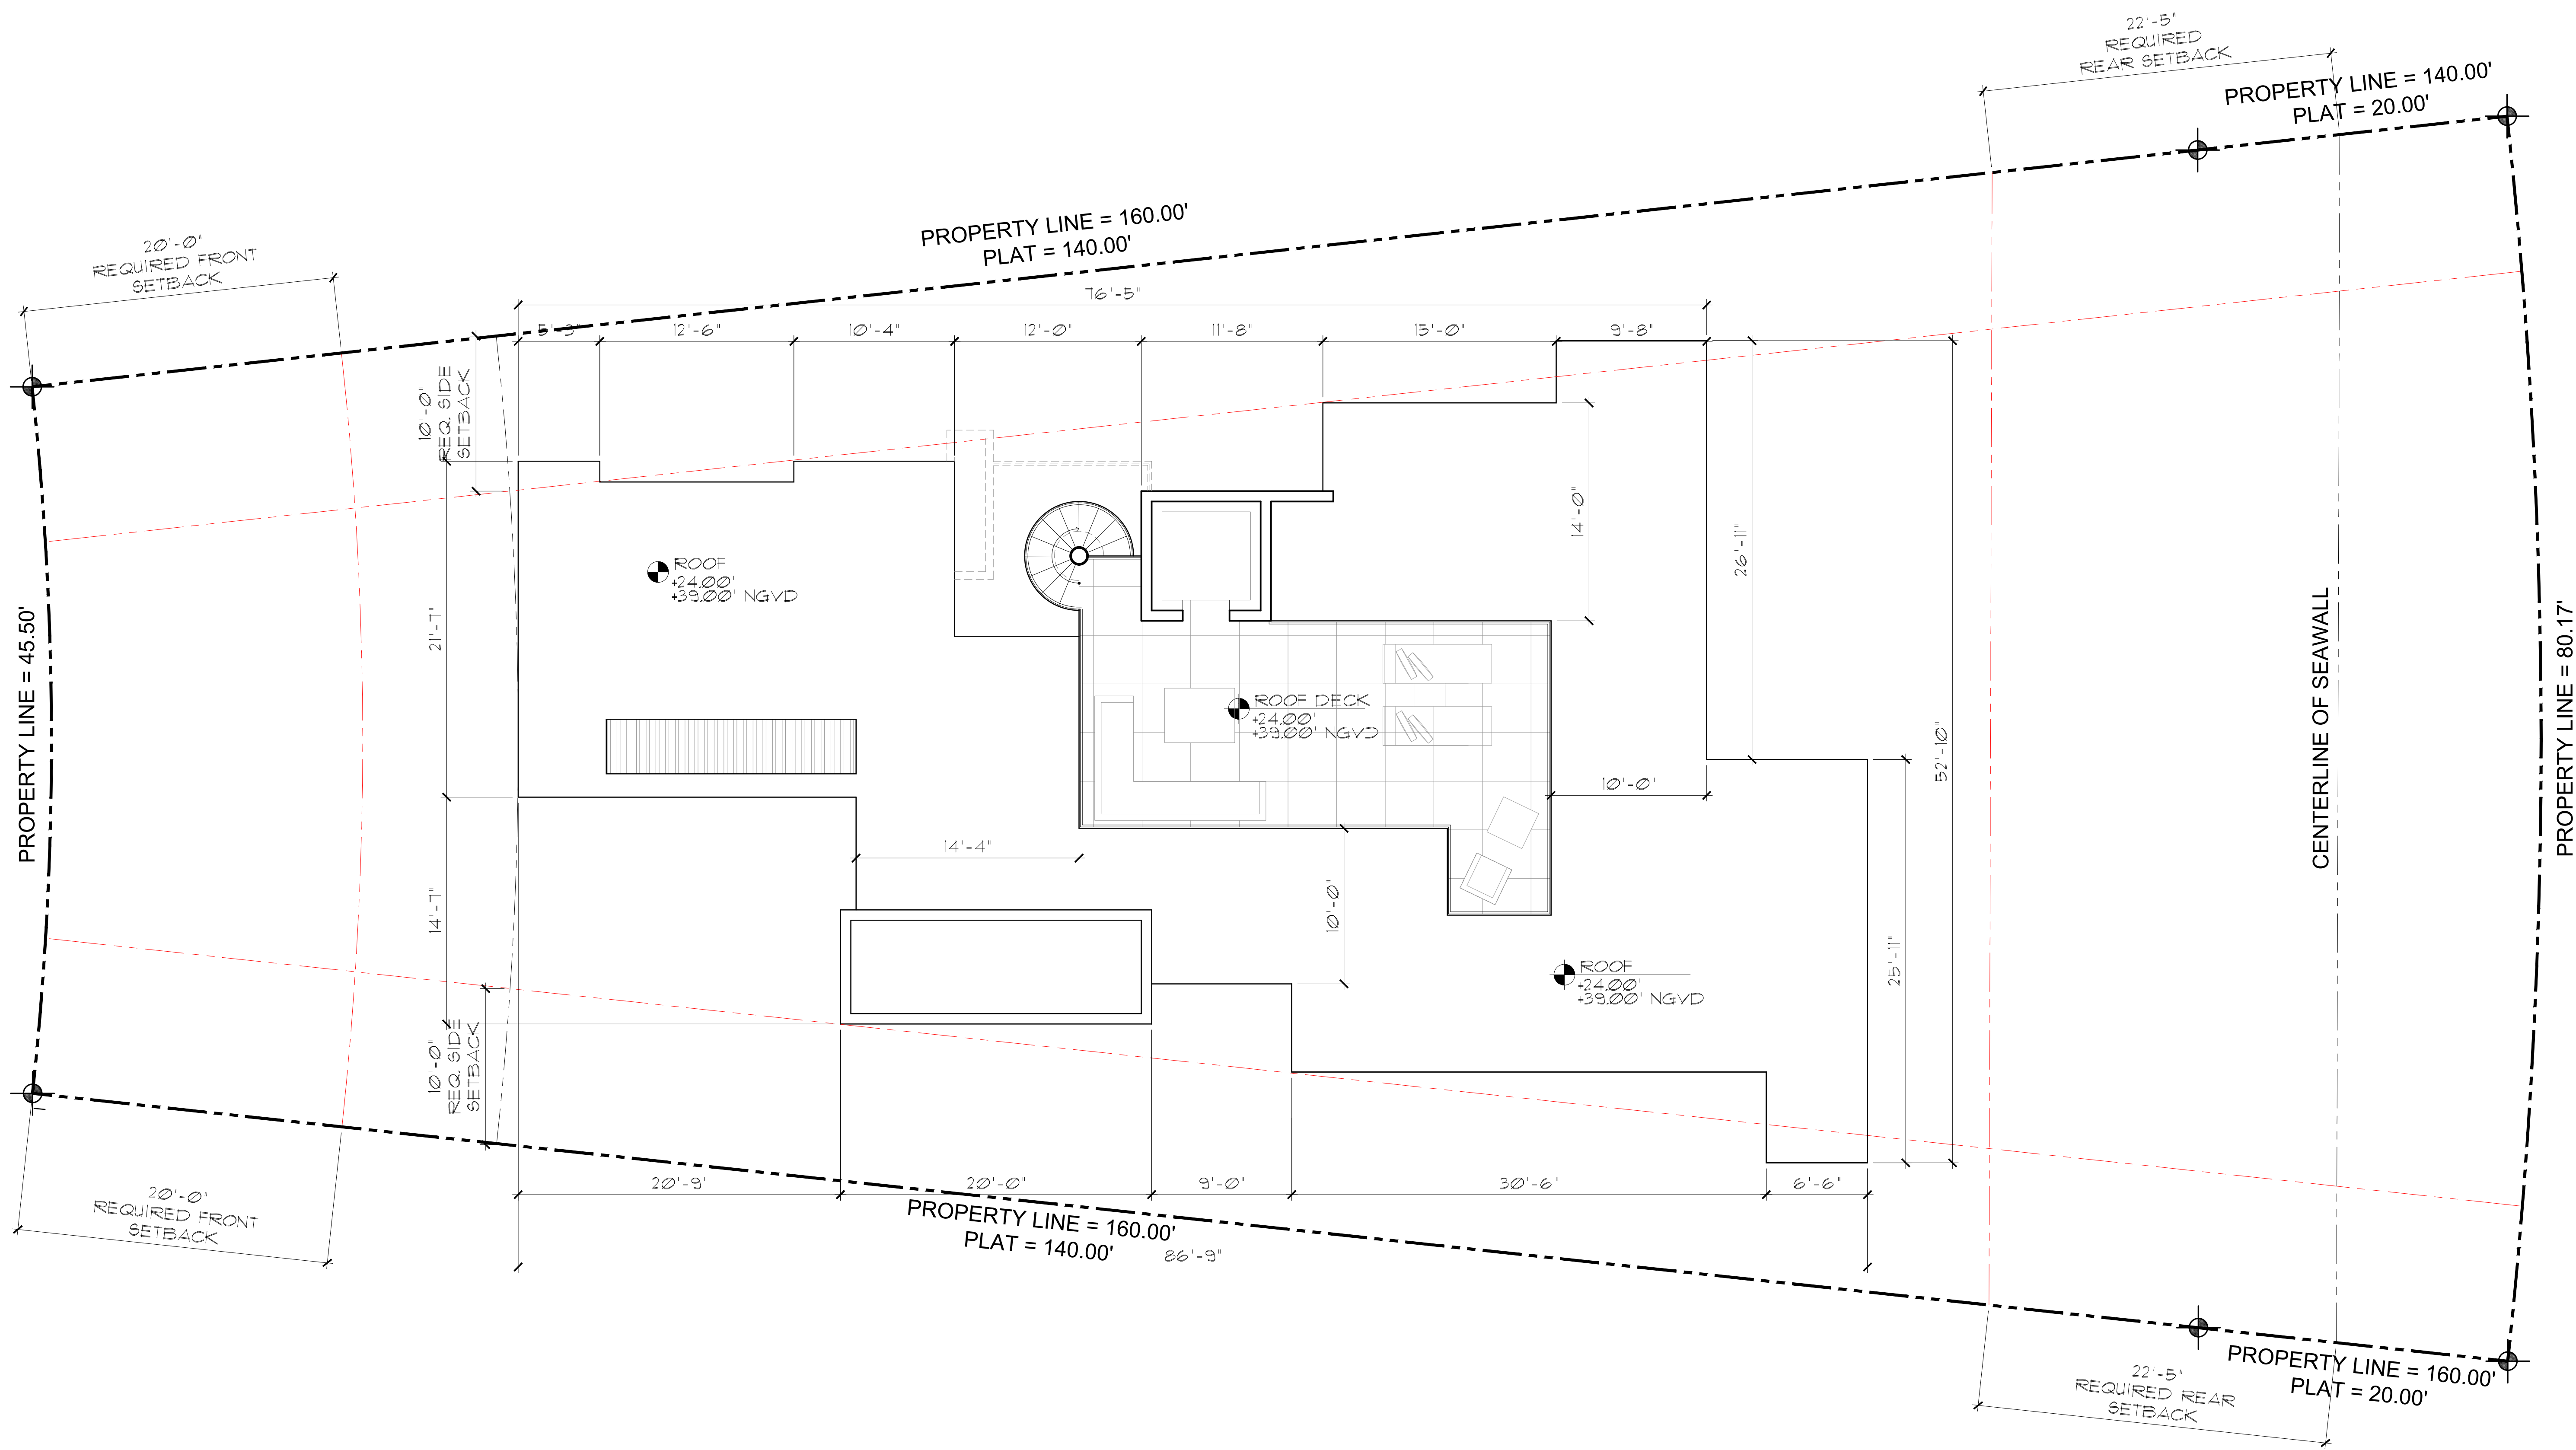 22'-5"
REQUIRED
REAR SETBACK
PROPERTY LINE = 140.00'
PLAT = 20.00'
PROPERTY LINE = 160.00'
PLAT = 140.00'
20'-0"
REQUIRED FRONT
SETBACK
76'-5"
5'-3"
12'-6"
10'-4"
12'-0"
11'-8"
15'-0"
9'-8"
10'-0"
REQ. SIDE
SETBACK
14'-0"
26'-11"
ROOF
+24.00'
+39.00' NGVD
21'-7"
PROPERTY LINE = 45.50'
ROOF DECK
+24.00'
+39.00' NGVD
52'-10"
CENTERLINE OF SEAWALL
PROPERTY LINE = 80.17'
10'-0"
14'-4"
14'-7"
10'-0"
25'-11"
ROOF
+24.00'
+39.00' NGVD
10'-0"
REQ. SIDE
SETBACK
20'-9"
20'-0"
9'-0"
30'-6"
6'-6"
20'-0"
REQUIRED FRONT
SETBACK
PROPERTY LINE = 160.00'
PLAT = 140.00'
86'-9"
PROPERTY LINE = 160.00'
PLAT = 20.00'
22'-5"
REQUIRED REAR
SETBACK